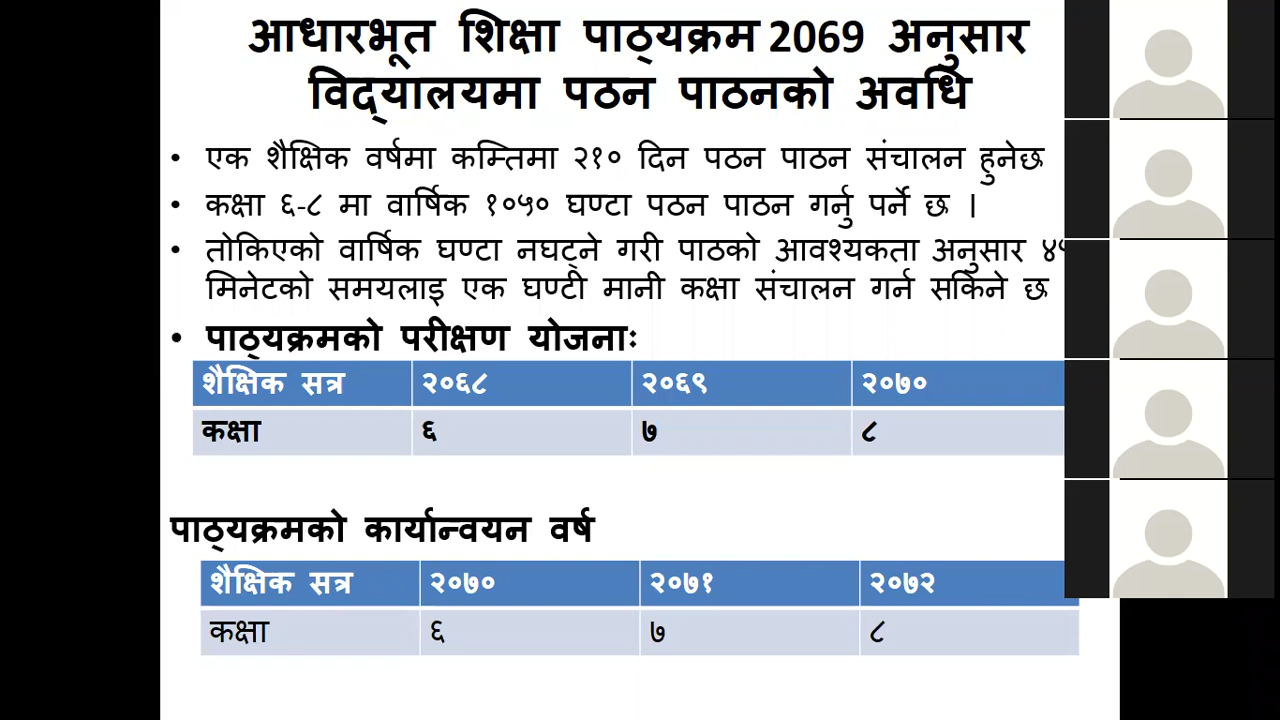 आधारभूत शिक्षा पाठ्यक्रम 2069 अनुसार
विद्यालयमा पठन पाठनको अवधि
• एक शैक्षिक वर्षमा कम्तिमा २१० दिन पठन पाठन संचालन हुनेछ
• कक्षा ६-८ मा वार्षिक १०५० घण्टा पठन पाठन गर्नु पर्ने छ ।
• तोकिएको वार्षिक घण्टा नघट्ने गरी पाठको आवश्यकता अनुसार
मिनेटको समयलाइ एक घण्टी मानी कक्षा संचालन गर्न सकिने छ
• पाठ्यक्रमको परीक्षण योजनाः
शैक्षिक सत्र २०६८ २०६९ २०७०
कक्षा ६ ७ ८
पाठ्यक्रमको कार्यान्वयन वर्ष
शैक्षिक सत्र २०७० २०७१ २०७२
कक्षा ६ ७ ८